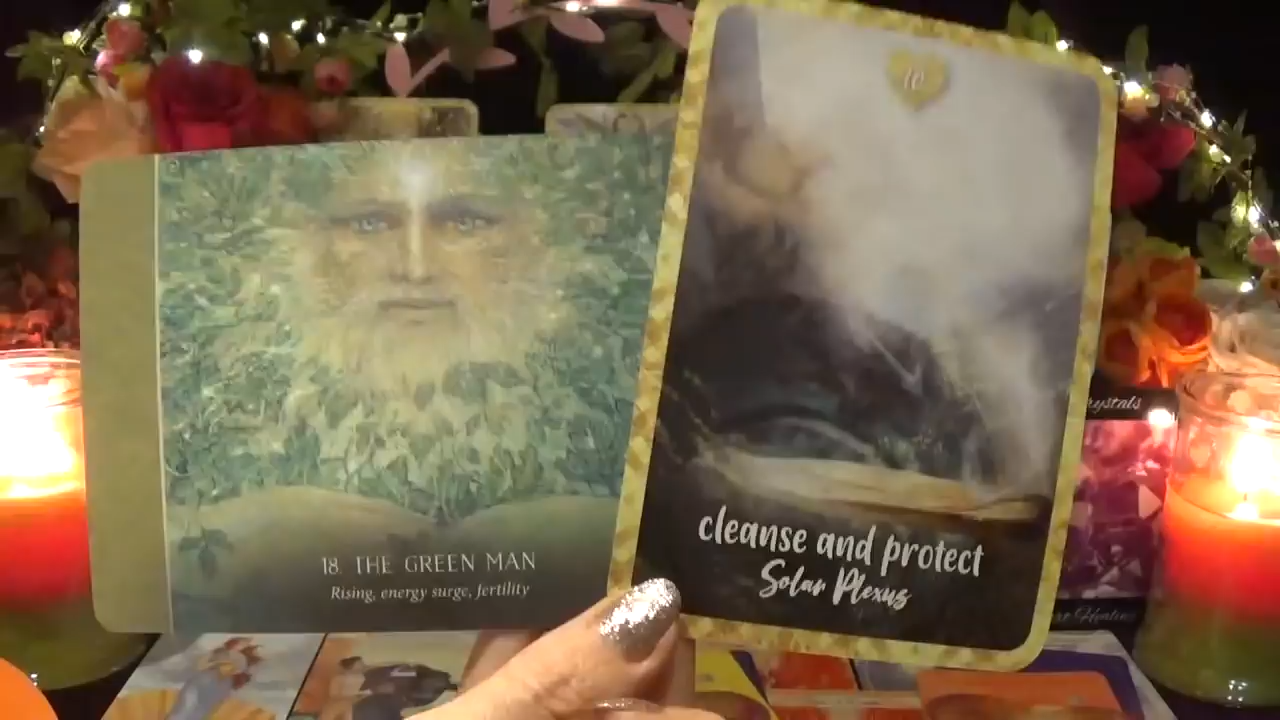 18. THE GREEN MAN
Rising, energy surge, fertility
10
cleanse and protect
Solar Plexus